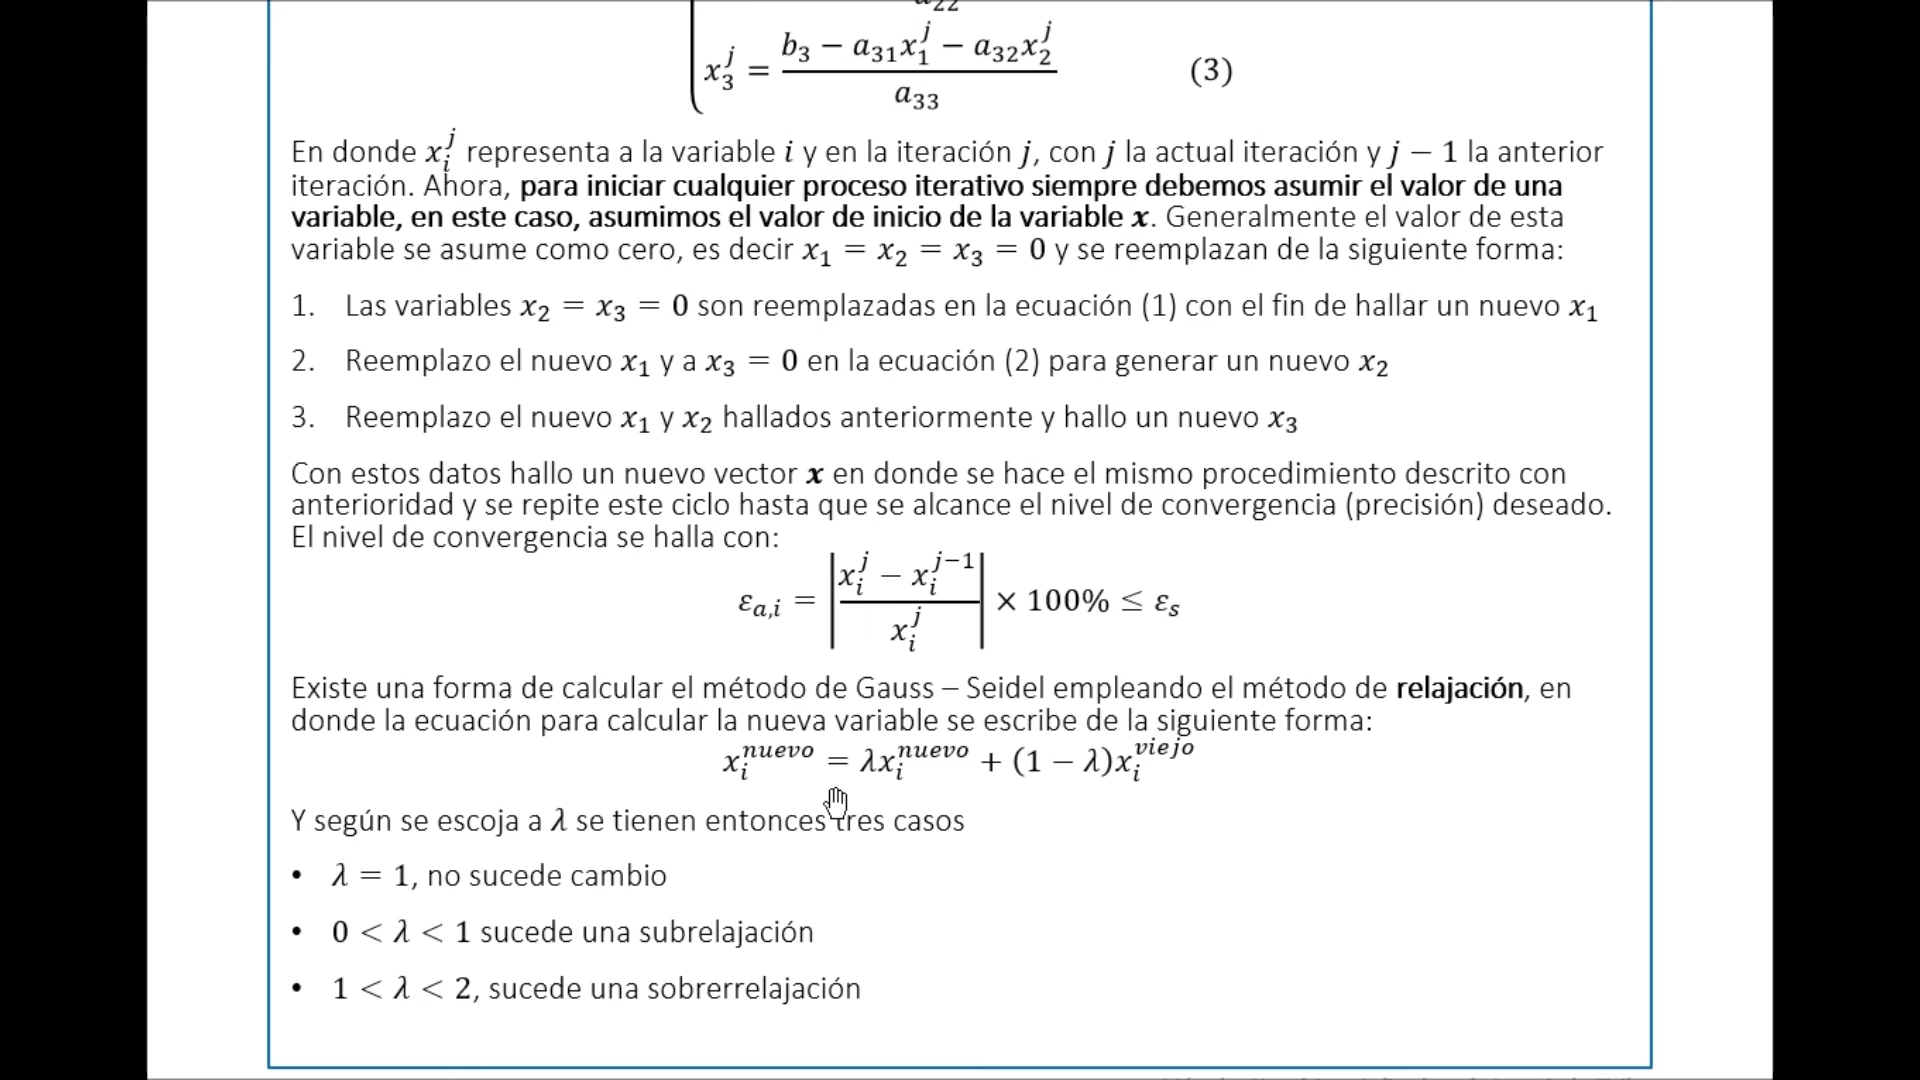 x_3^j = (b_3 − a_{31}x_1^j − a_{32}x_2^j) / a_{33} (3)
En donde x_i^j representa a la variable i y en la iteración j, con j la actual iteración y j − 1 la anterior
iteración. Ahora, para iniciar cualquier proceso iterativo siempre debemos asumir el valor de una
variable, en este caso, asumimos el valor de inicio de la variable x. Generalmente el valor de esta
variable se asume como cero, es decir x_1 = x_2 = x_3 = 0 y se reemplazan de la siguiente forma:
1. Las variables x_2 = x_3 = 0 son reemplazadas en la ecuación (1) con el fin de hallar un nuevo x_1
2. Reemplazo el nuevo x_1 y a x_3 = 0 en la ecuación (2) para generar un nuevo x_2
3. Reemplazo el nuevo x_1 y x_2 hallados anteriormente y hallo un nuevo x_3
Con estos datos hallo un nuevo vector x en donde se hace el mismo procedimiento descrito con
anterioridad y se repite este ciclo hasta que se alcance el nivel de convergencia (precisión) deseado.
El nivel de convergencia se halla con:
ε_{a,i} = |(x_i^j − x_i^{j−1}) / x_i^j| × 100% ≤ ε_s
Existe una forma de calcular el método de Gauss – Seidel empleando el método de relajación, en
donde la ecuación para calcular la nueva variable se escribe de la siguiente forma:
x_i^{nuevo} = λx_i^{nuevo} + (1 − λ)x_i^{viejo}
Y según se escoja a λ se tienen entonces tres casos
• λ = 1, no sucede cambio
• 0 < λ < 1 sucede una subrelajación
• 1 < λ < 2, sucede una sobrerrelajación